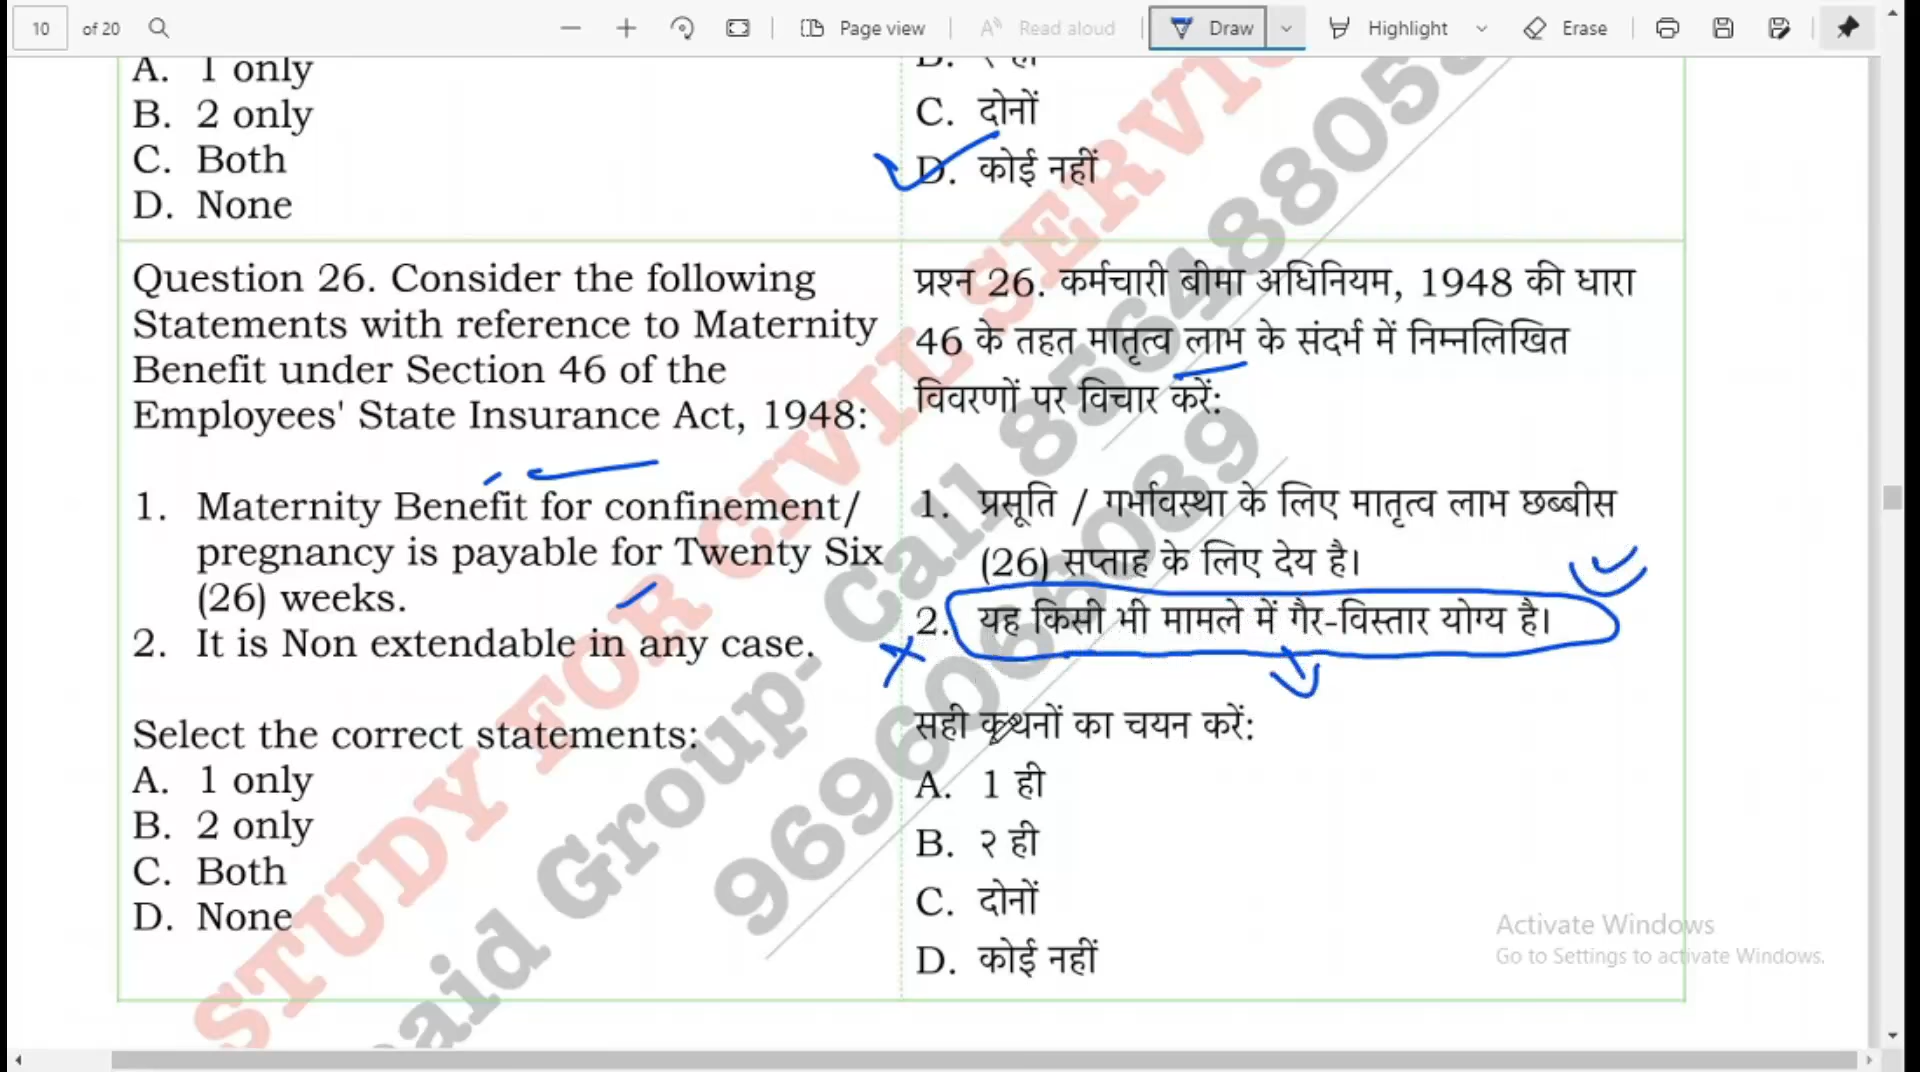 10 of 20 Page view Read aloud Draw Highlight Erase
A. 1 only
B. 2 only
C. Both
D. None
C. दोनों
D. कोई नहीं
Question 26. Consider the following
Statements with reference to Maternity
Benefit under Section 46 of the
Employees' State Insurance Act, 1948:
1. Maternity Benefit for confinement/
pregnancy is payable for Twenty Six
(26) weeks.
2. It is Non extendable in any case.
Select the correct statements:
A. 1 only
B. 2 only
C. Both
D. None
प्रश्न 26. कर्मचारी बीमा अधिनियम, 1948 की धारा
46 के तहत मातृत्व लाभ के संदर्भ में निम्नलिखित
विवरणों पर विचार करें:
1. प्रसूति / गर्भावस्था के लिए मातृत्व लाभ छब्बीस
(26) सप्ताह के लिए देय है।
2. यह किसी भी मामले में गैर-विस्तार योग्य है।
सही कथनों का चयन करें:
A. 1 ही
B. २ ही
C. दोनों
D. कोई नहीं
STUDY FOR CIVIL SERVIC
aid Group- Call 856488053
9696066089
Activate Windows
Go to Settings to activate Windows.